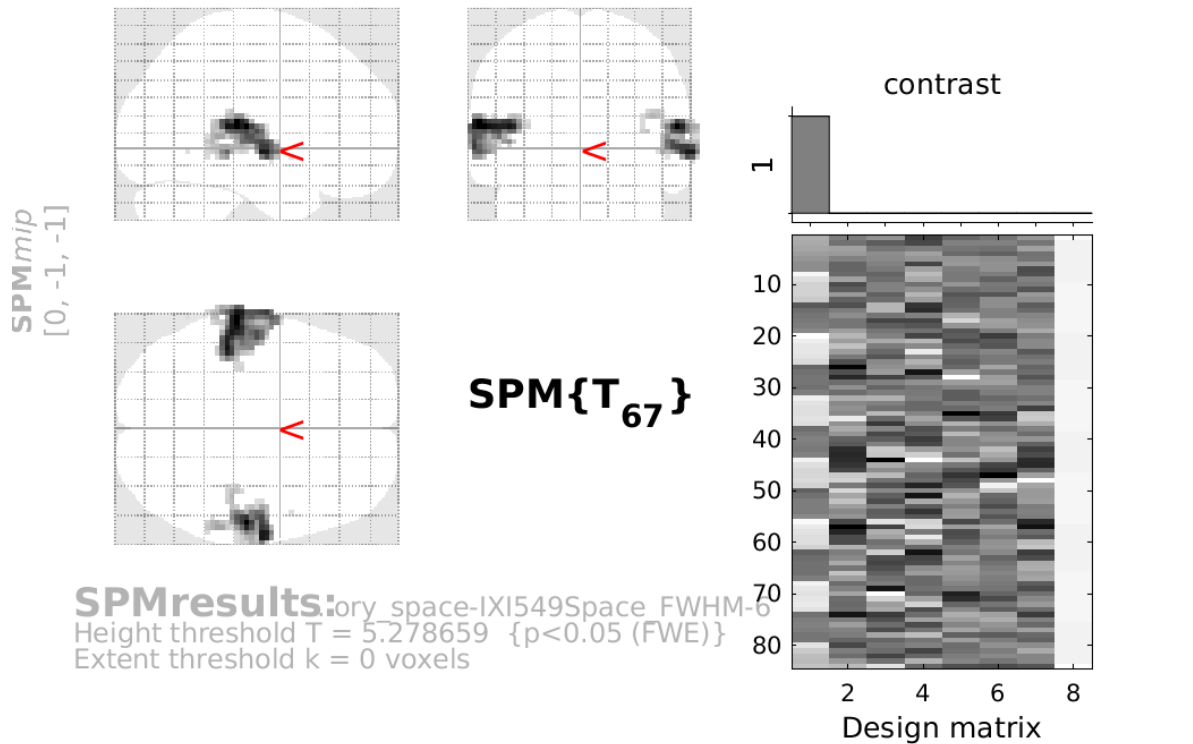 SPMmip
[0, -1, -1]
<
<
<
SPM{T67}
contrast
1
10
20
30
40
50
60
70
80
2
4
6
8
Design matrix
SPMresults: ory_space-IXI549Space_FWHM-6
Height threshold T = 5.278659 {p<0.05 (FWE)}
Extent threshold k = 0 voxels